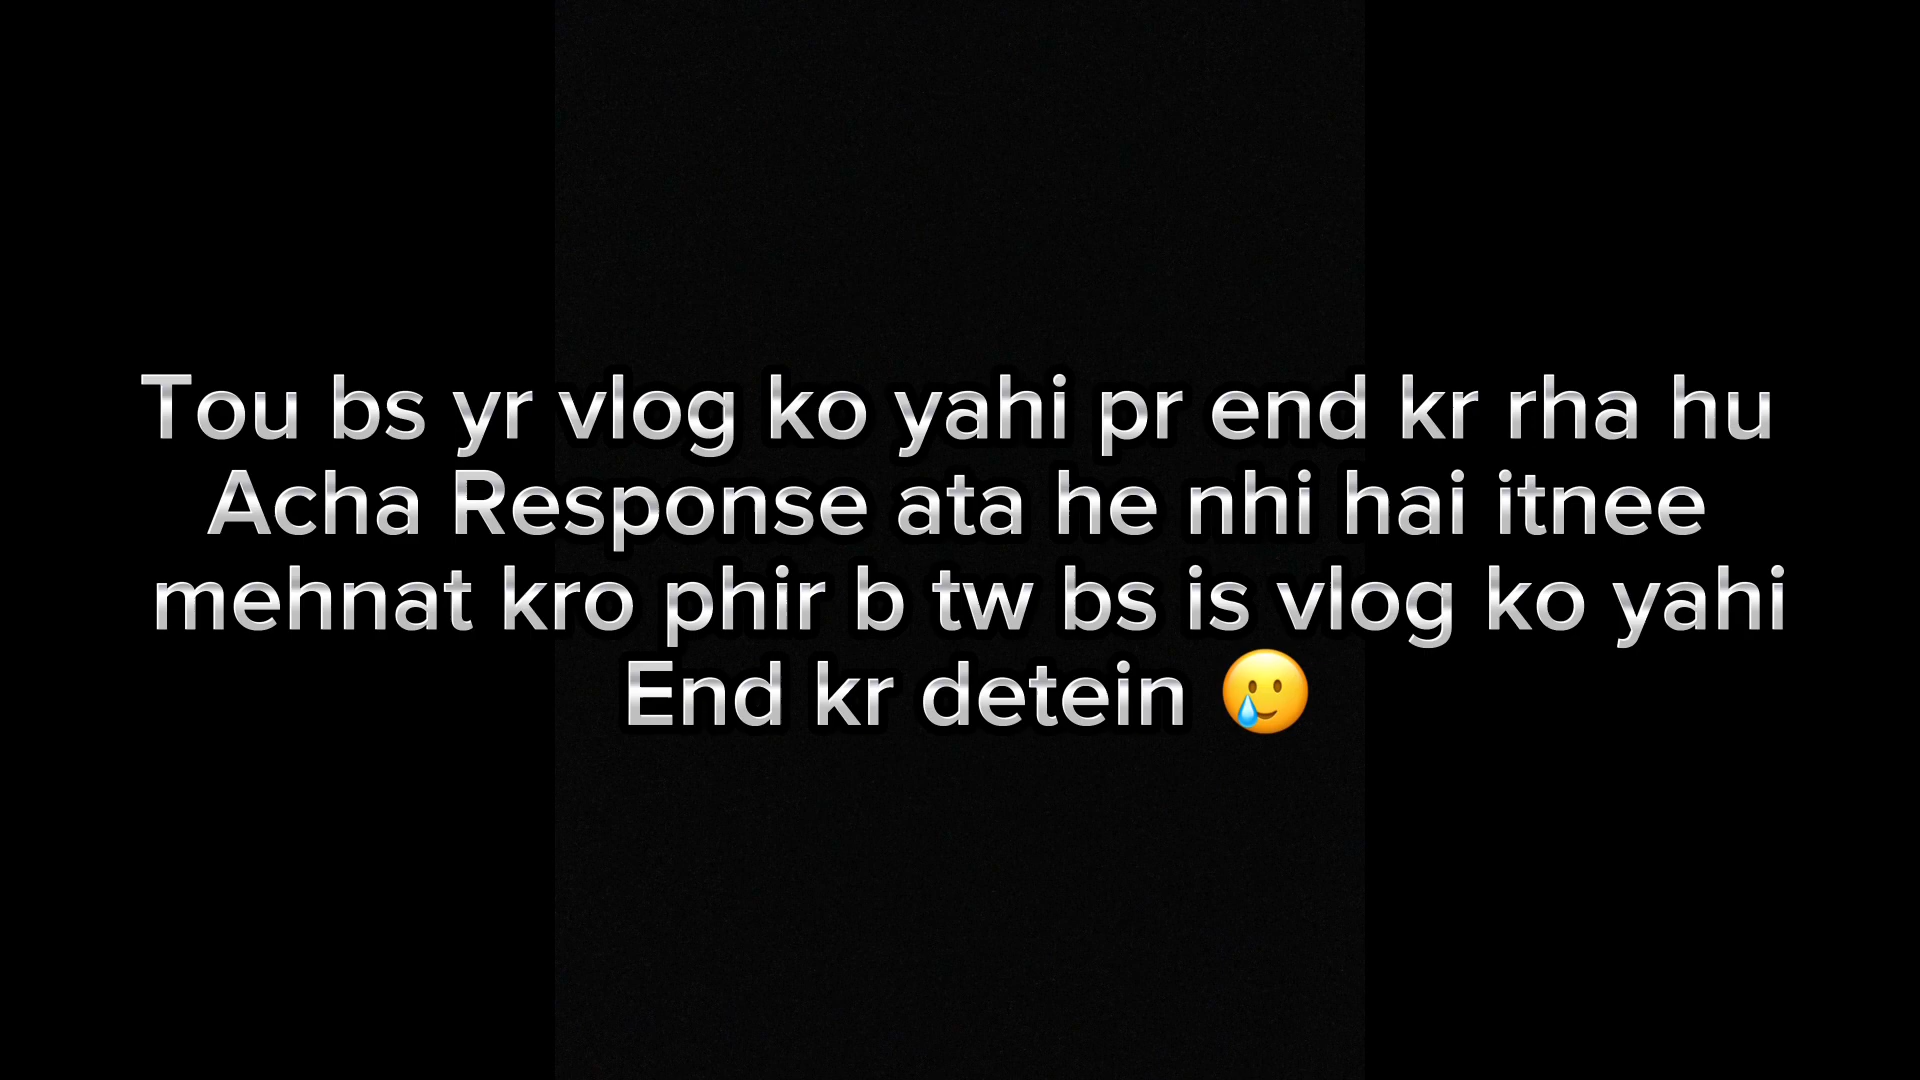 Tou bs yr vlog ko yahi pr end kr rha hu
Acha Response ata he nhi hai itnee
mehnat kro phir b tw bs is vlog ko yahi
End kr detein 🥲